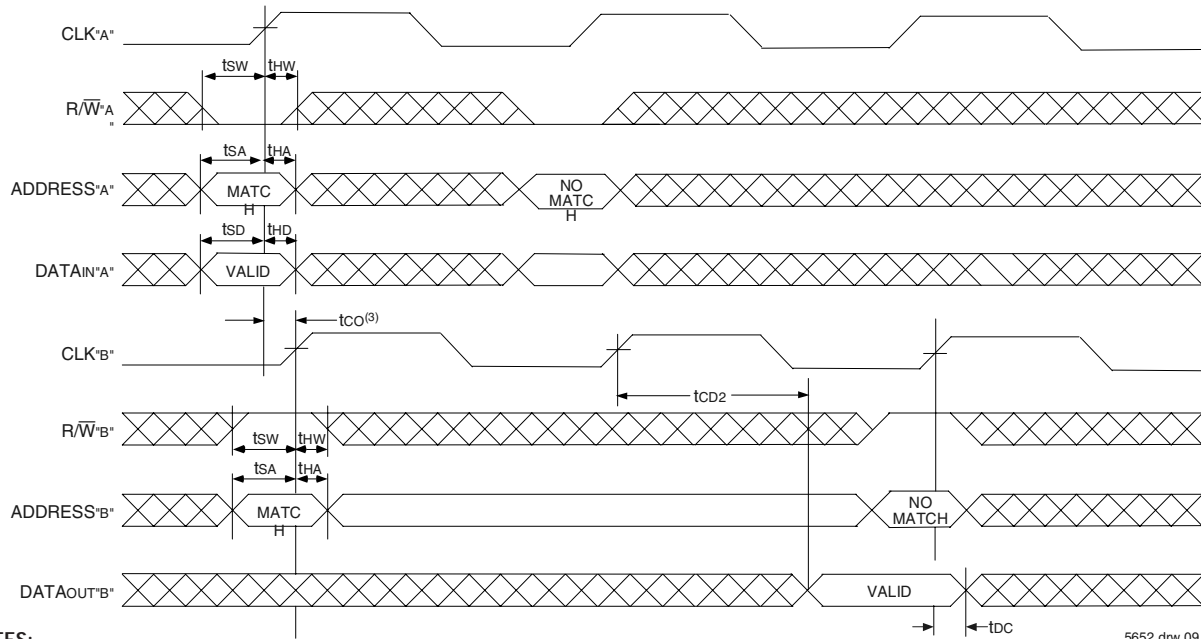 CLK"A"
tSW tHW
R/W"A
"
tSA tHA
ADDRESS"A" MATC
H NO
MATC
H
tSD tHD
DATAIN"A" VALID
tCO(3)
CLK"B"
tCD2
R/W"B"
tSW tHW
tSA tHA
ADDRESS"B" MATC
H NO
MATCH
DATAOUT"B" VALID
tDC
5652 drw 09